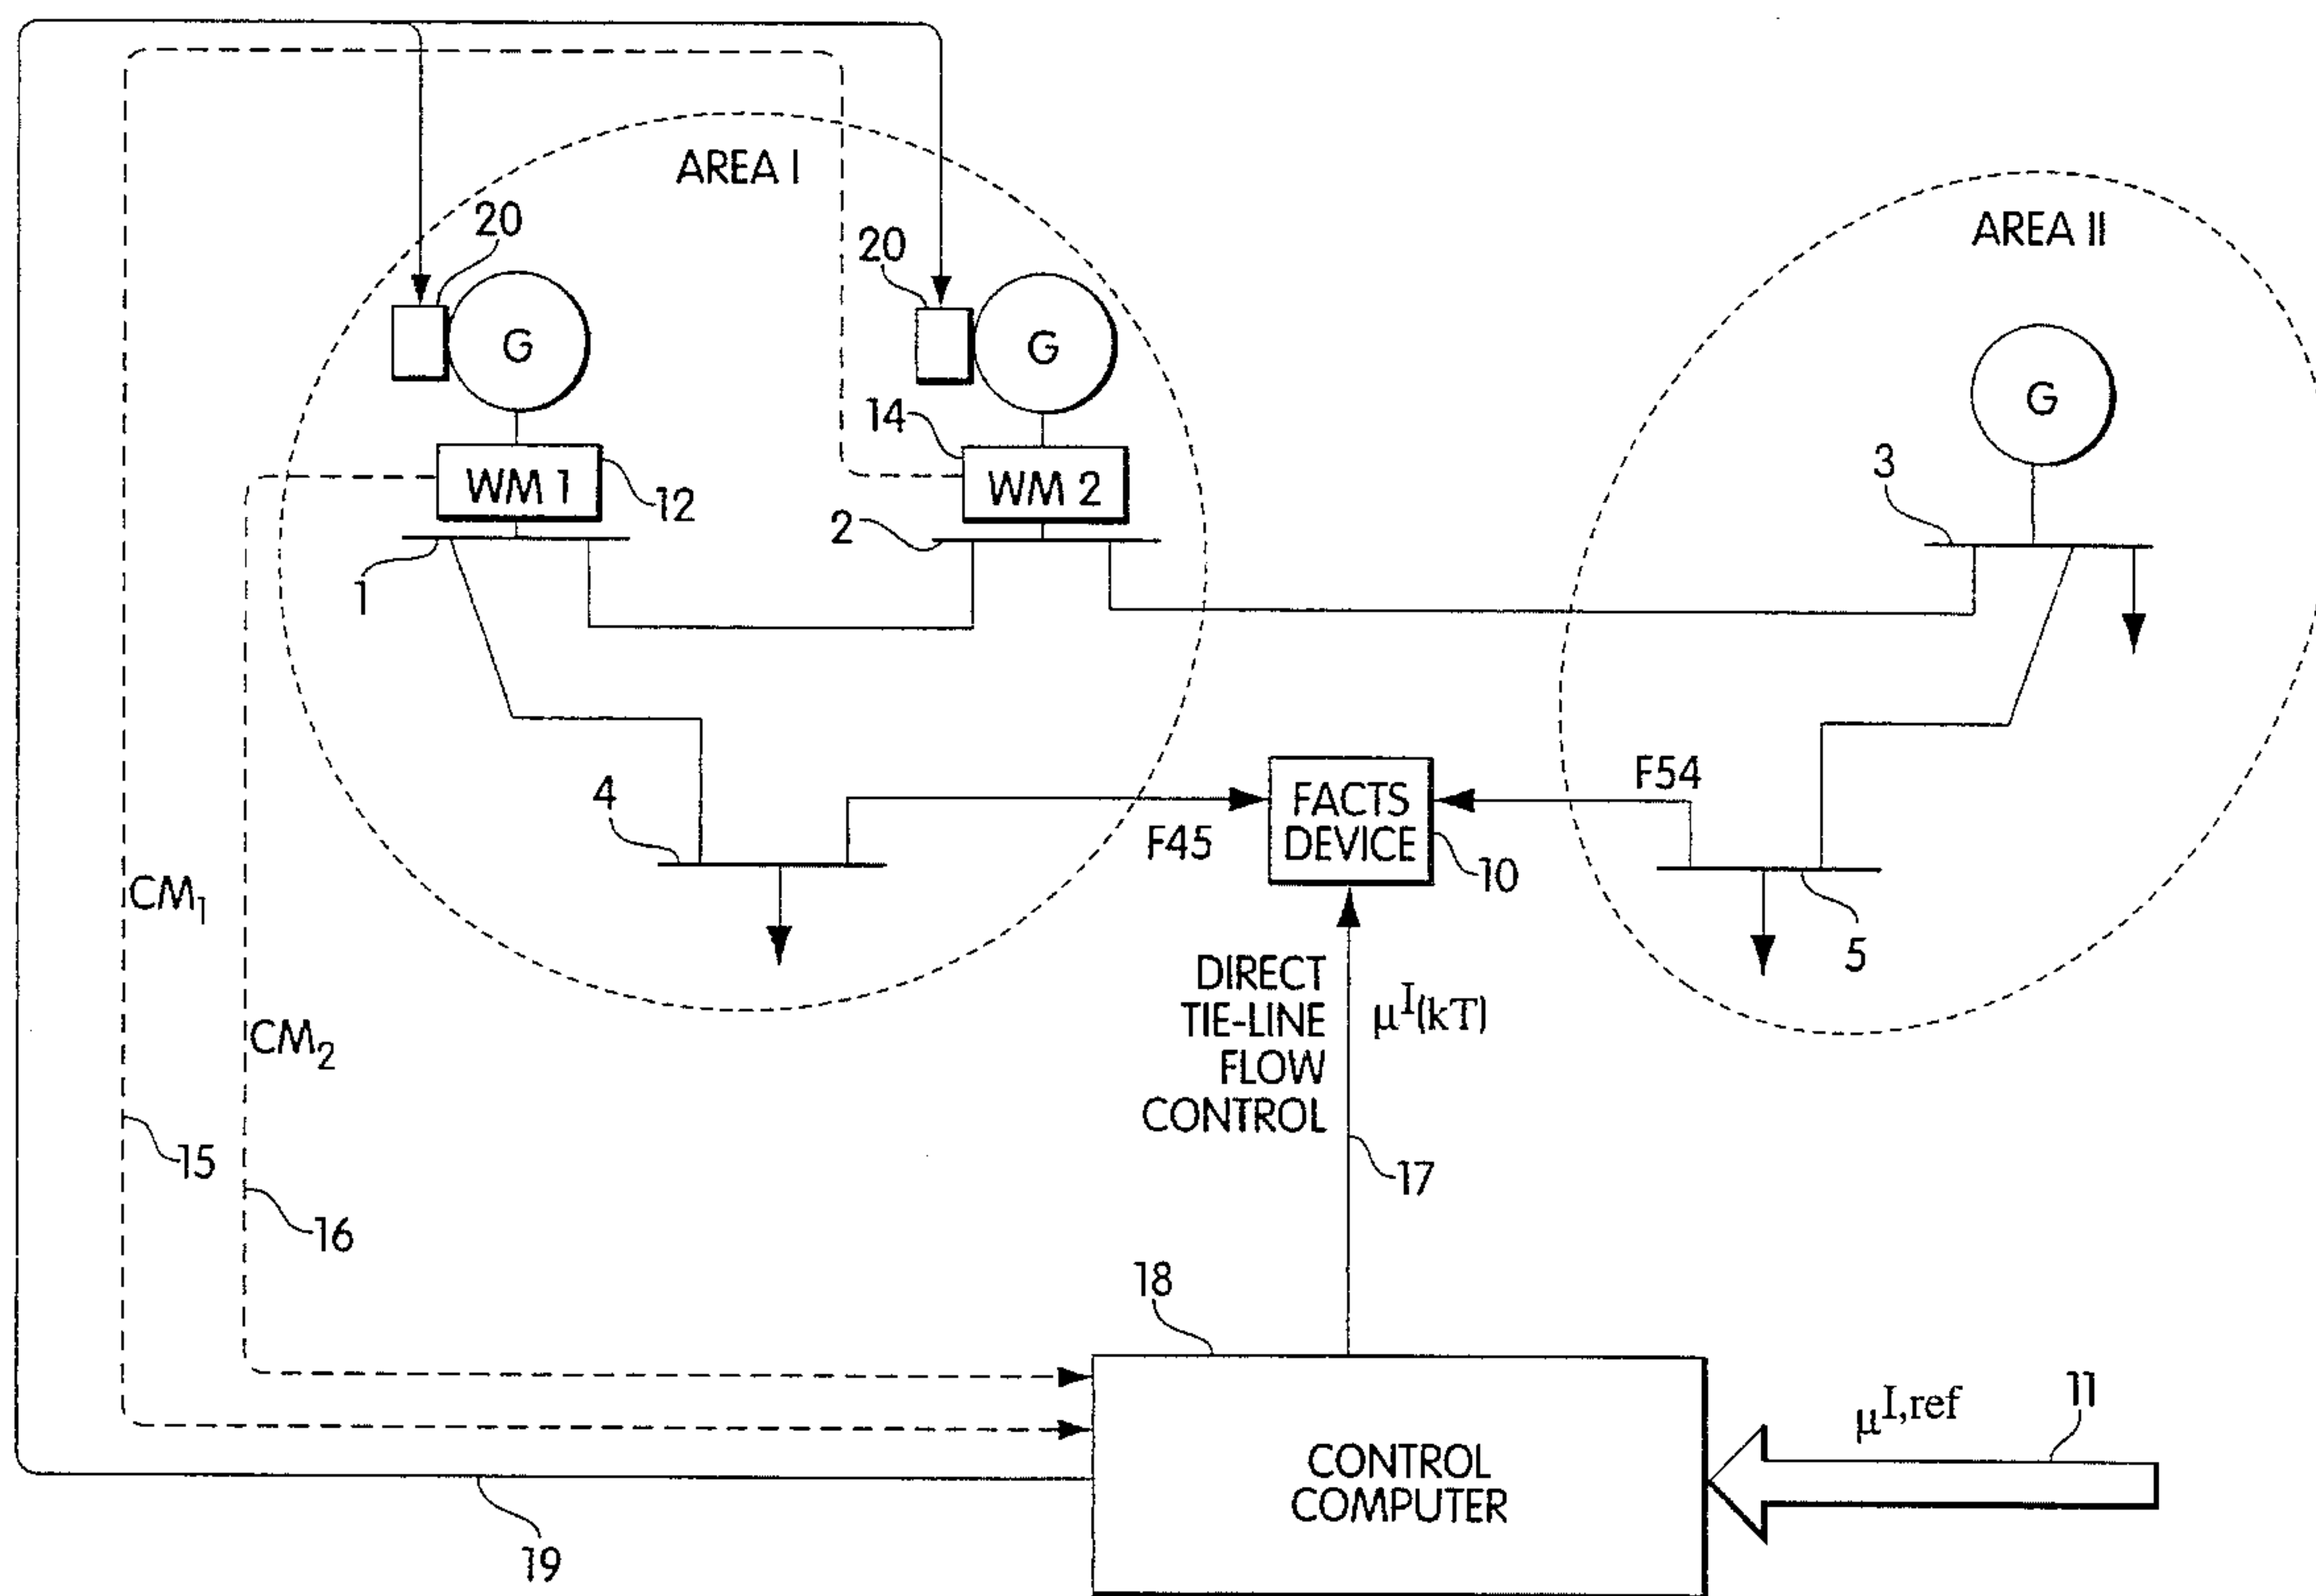 AREA I
AREA II
20
20
G
G
G
14
WM 1
12
WM 2
3
2
1
F54
4
FACTS
DEVICE
F45
10
CM₁
5
DIRECT
TIE-LINE
FLOW
CONTROL
μ^I(kT)
CM₂
15
17
16
18
11
μ^I,ref
CONTROL
COMPUTER
19